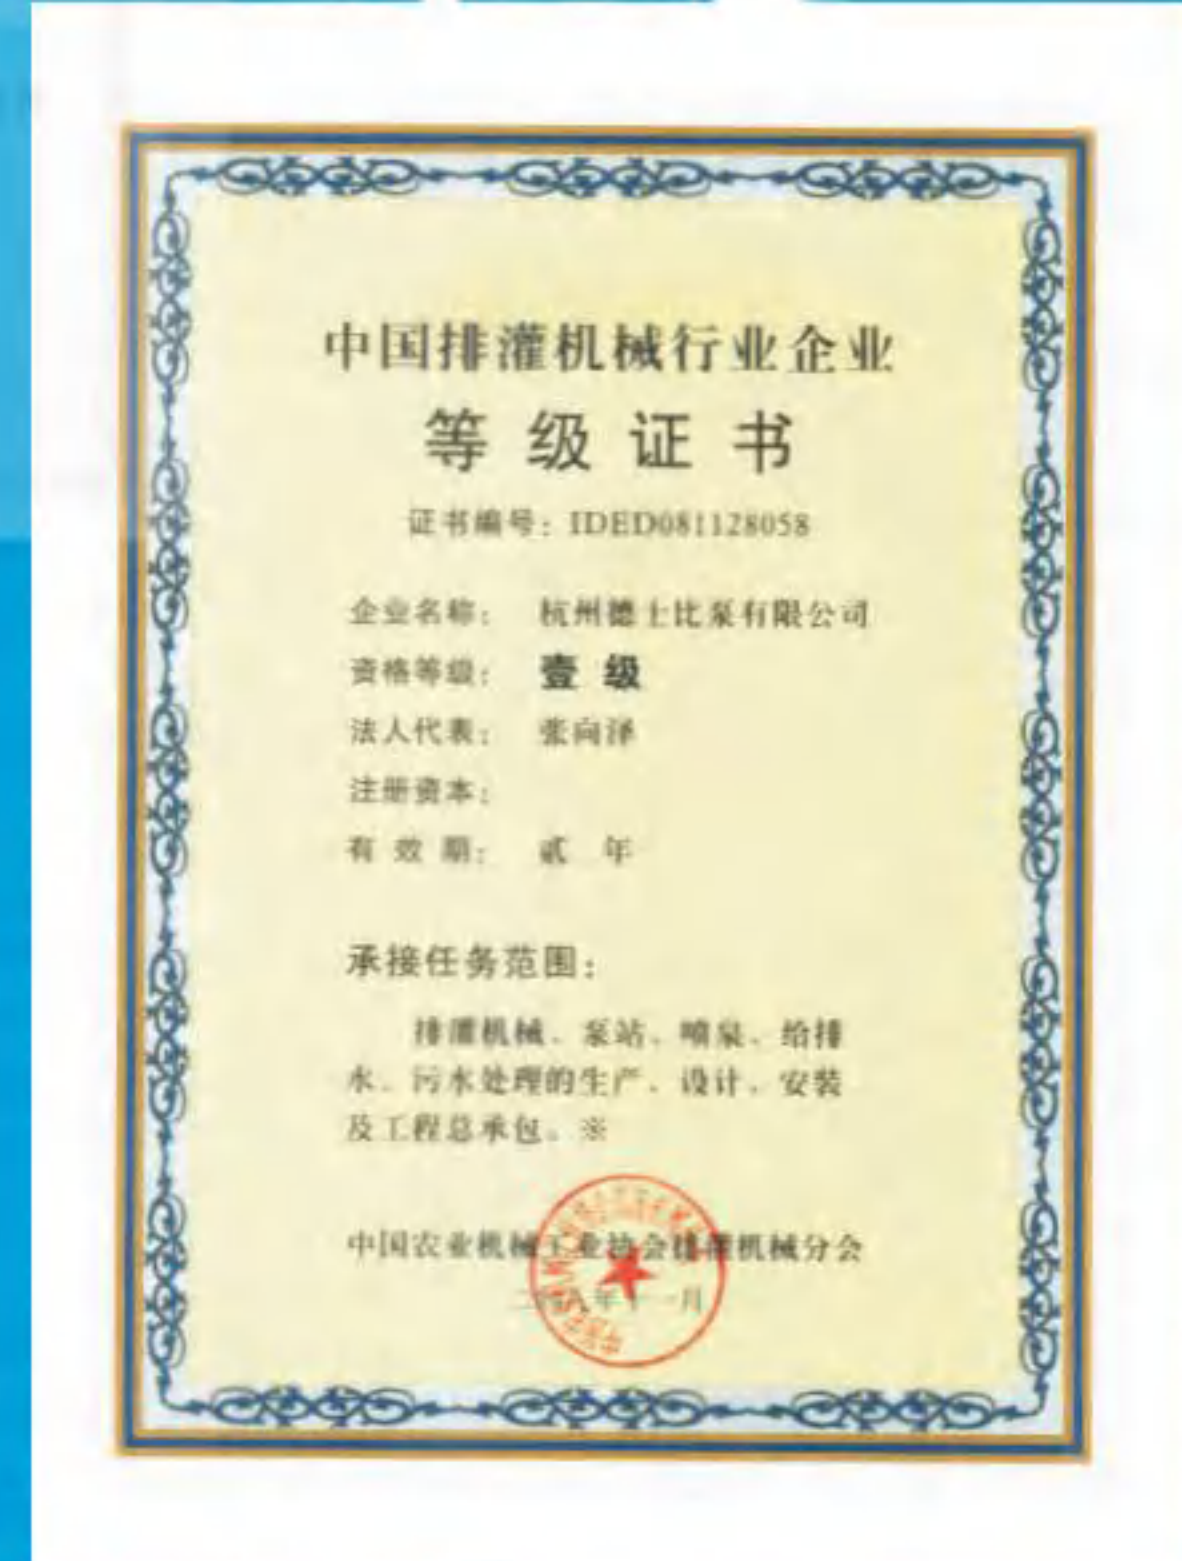 中国排灌机械行业企业
等级证书
证书编号：IDED081128058
企业名称： 杭州德士比泵有限公司
资格等级： 壹级
法人代表： 张向泽
注册资本：
有效期： 贰年
承接任务范围：
排灌机械、泵站、喷泉、给排
水、污水处理的生产、设计、安装
及工程总承包。※
中国农业机械工业协会排灌机械分会
年十一月